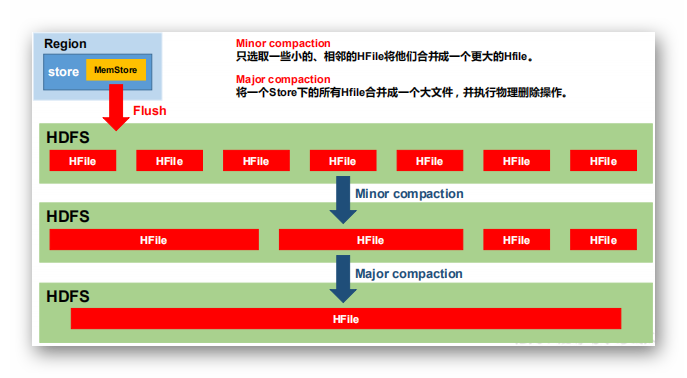 Region
store
MemStore
Minor compaction
只选取一些小的、相邻的HFile将他们合并成一个更大的Hfile。
Major compaction
将一个Store下的所有Hfile合并成一个大文件，并执行物理删除操作。
Flush
HDFS
HFile HFile HFile HFile HFile HFile HFile
Minor compaction
HDFS
HFile HFile HFile HFile
Major compaction
HDFS
HFile